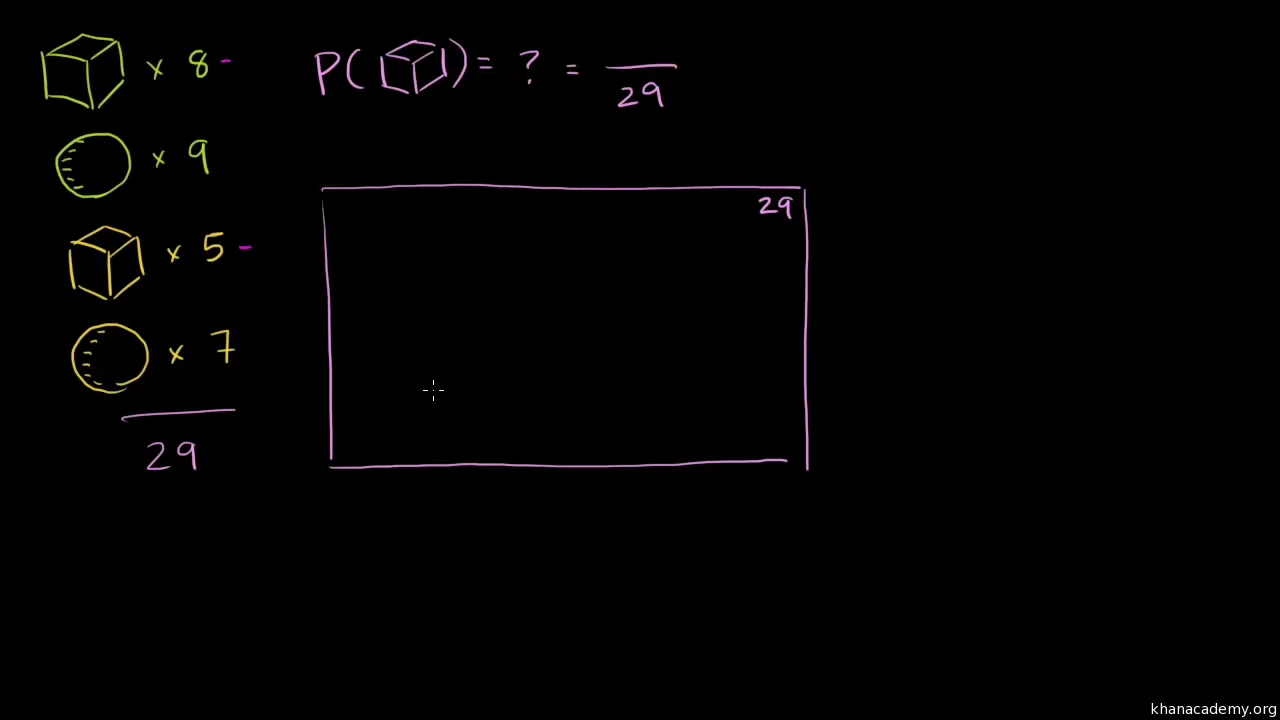 x 8 -
P( ) = ? = 
29
x 9
29
x 5 -
x 7
29
khanacademy.org